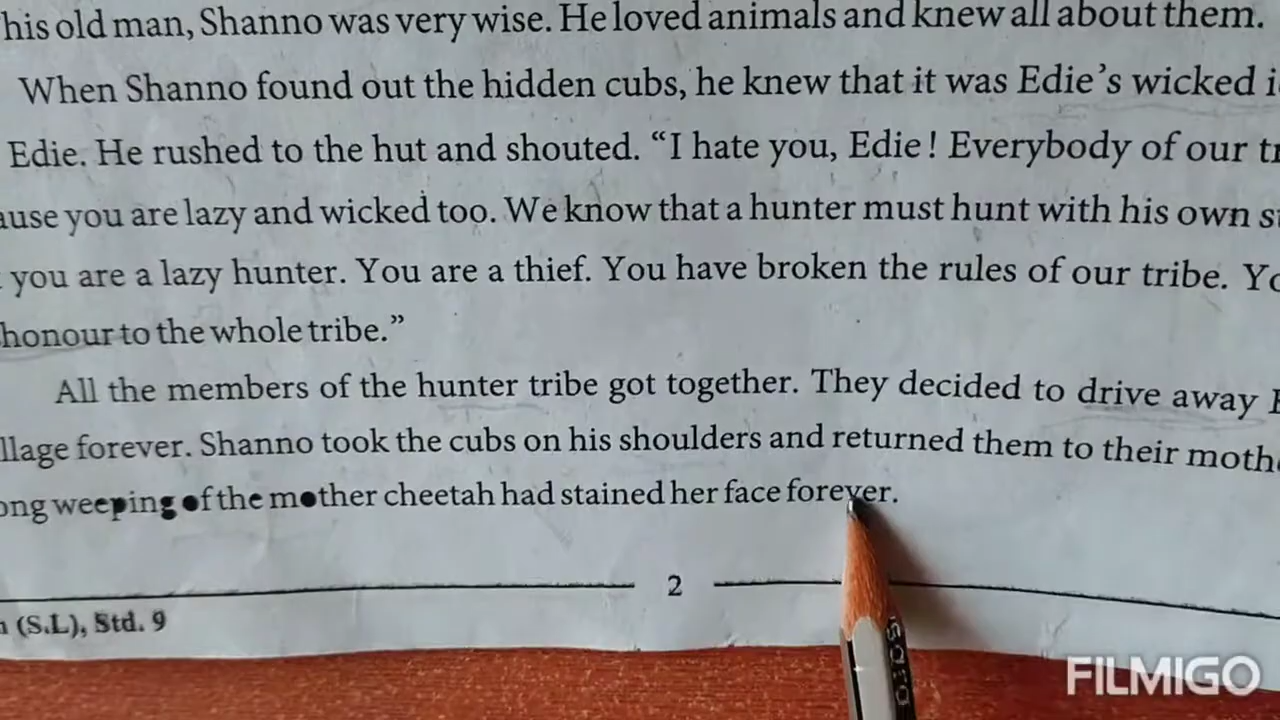 his old man, Shanno was very wise. He loved animals and knew all about them.
When Shanno found out the hidden cubs, he knew that it was Edie's wicked i
Edie. He rushed to the hut and shouted. “I hate you, Edie! Everybody of our tr
ause you are lazy and wicked too. We know that a hunter must hunt with his own s
you are a lazy hunter. You are a thief. You have broken the rules of our tribe. Yo
honour to the whole tribe.”
All the members of the hunter tribe got together. They decided to drive away E
llage forever. Shanno took the cubs on his shoulders and returned them to their moth
ong weeping of the mother cheetah had stained her face forever.
2
(S.L), Std. 9
FILMIGO